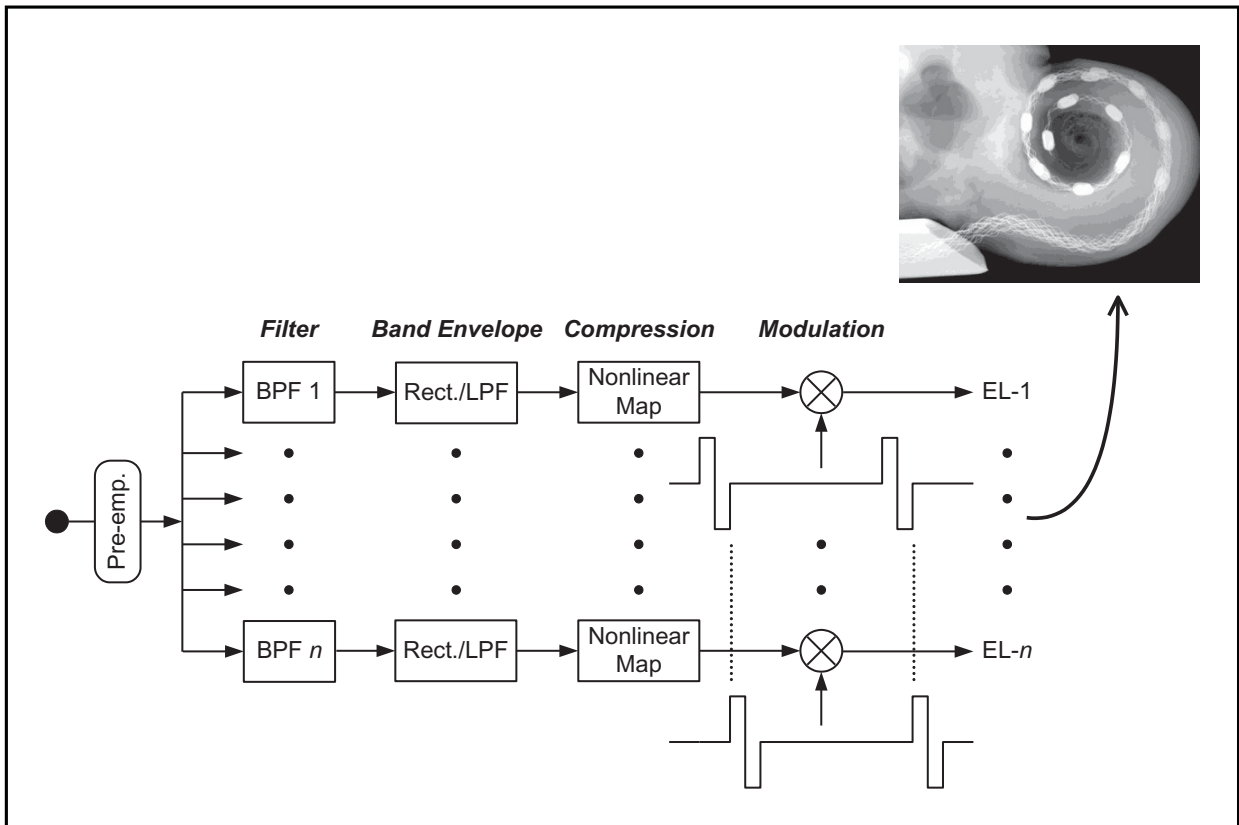 Filter Band Envelope Compression Modulation
BPF 1 Rect./LPF Nonlinear Map EL-1
Pre-emp.
BPF n Rect./LPF Nonlinear Map EL-n